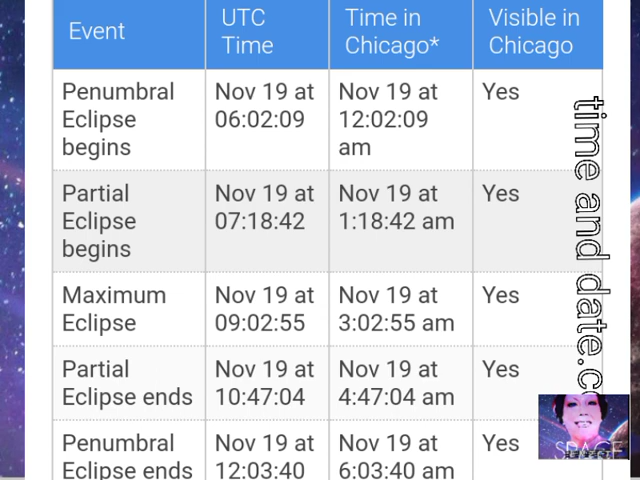 Event
UTC
Time
Time in
Chicago*
Visible in
Chicago
Penumbral
Eclipse
begins
Nov 19 at
06:02:09
Nov 19 at
12:02:09
am
Yes
Partial
Eclipse
begins
Nov 19 at
07:18:42
Nov 19 at
1:18:42 am
Yes
Maximum
Eclipse
Nov 19 at
09:02:55
Nov 19 at
3:02:55 am
Yes
Partial
Eclipse ends
Nov 19 at
10:47:04
Nov 19 at
4:47:04 am
Yes
Penumbral
Eclipse ends
Nov 19 at
12:03:40
Nov 19 at
6:03:40 am
Yes
time and date.c
SPACE